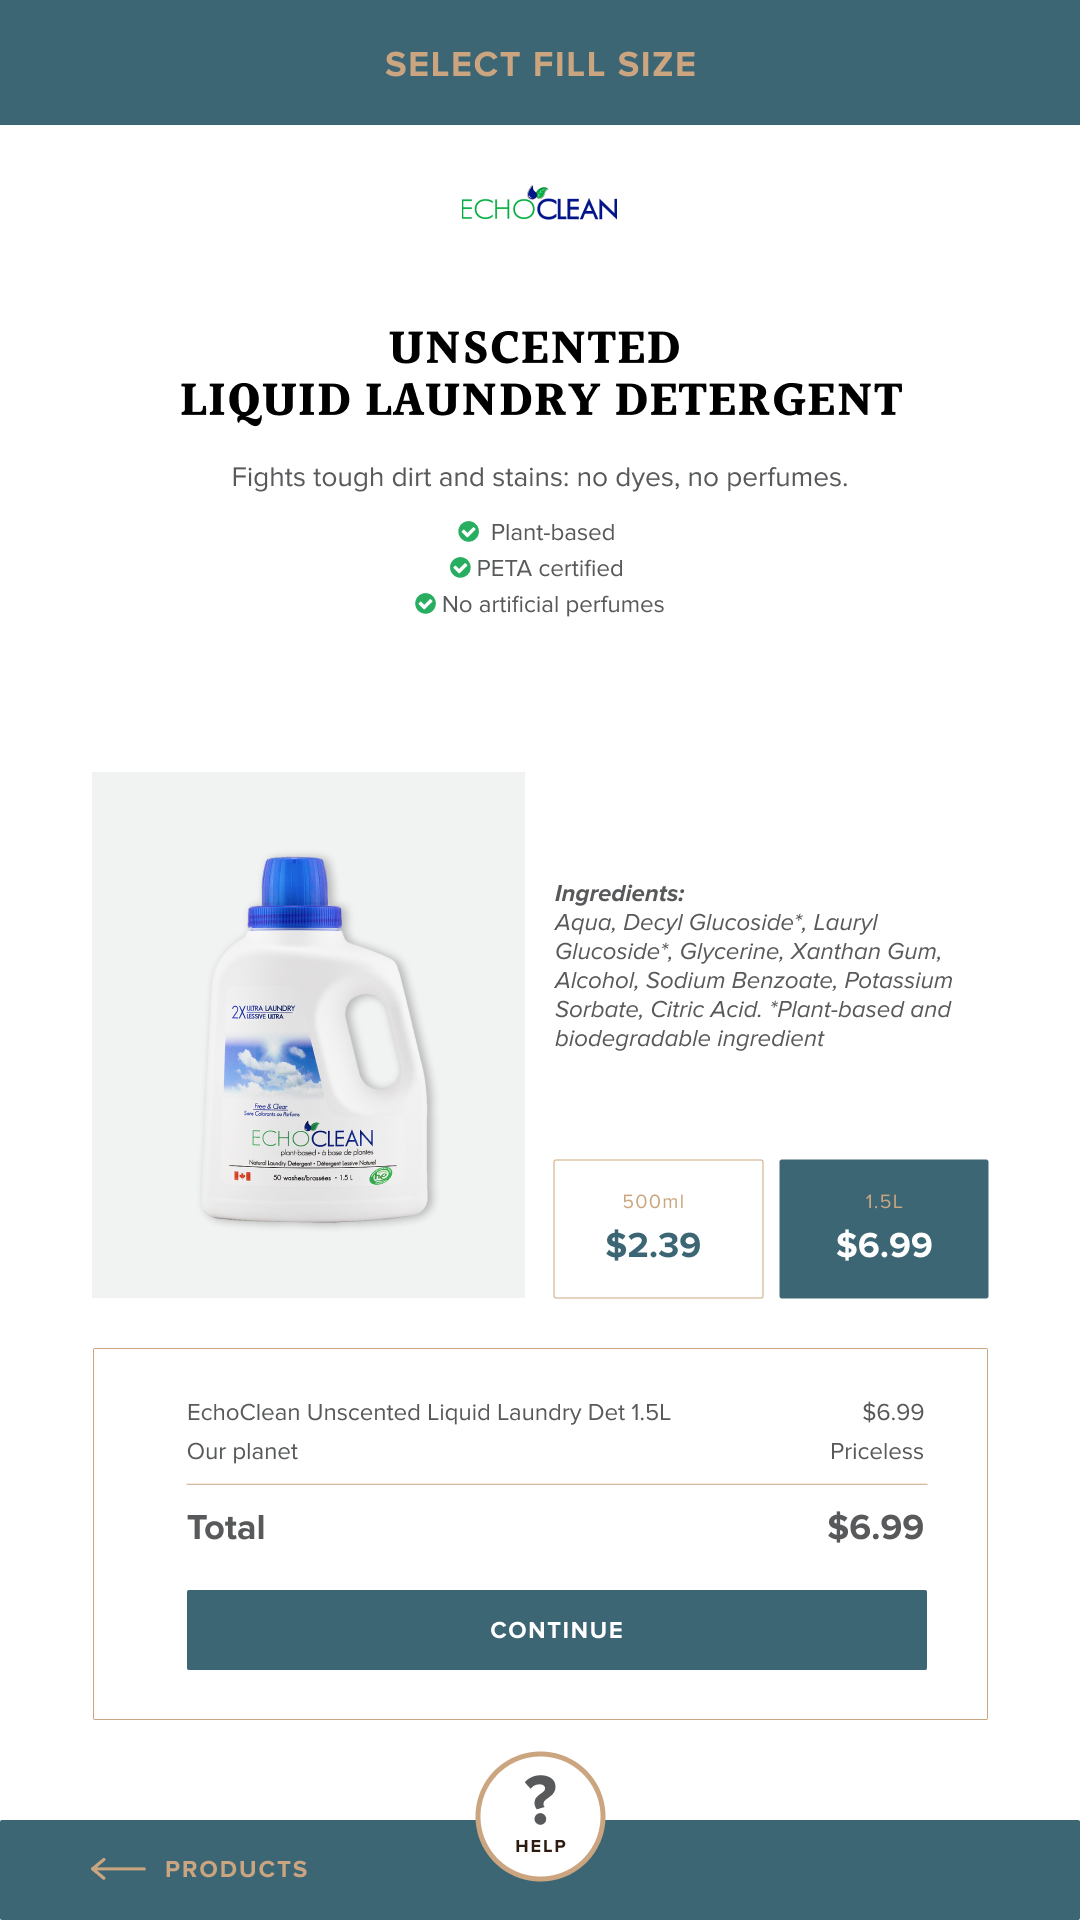 SELECT FILL SIZE
ECHOCLEAN
UNSCENTED
LIQUID LAUNDRY DETERGENT
Fights tough dirt and stains: no dyes, no perfumes.
Plant-based
PETA certified
No artificial perfumes
2X ULTRA LAUNDRY
LESSIVE ULTRA
Free & Clear
Sans Colorants ou Parfums
ECHOCLEAN
plant-based • à base de plantes
Natural Laundry Detergent • Détergent Lessive Naturel
50 washes/brassées • 1.5 L
he
Ingredients:
Aqua, Decyl Glucoside*, Lauryl
Glucoside*, Glycerine, Xanthan Gum,
Alcohol, Sodium Benzoate, Potassium
Sorbate, Citric Acid. *Plant-based and
biodegradable ingredient
500ml
$2.39
1.5L
$6.99
EchoClean Unscented Liquid Laundry Det 1.5L $6.99
Our planet Priceless
Total $6.99
CONTINUE
?
HELP
PRODUCTS